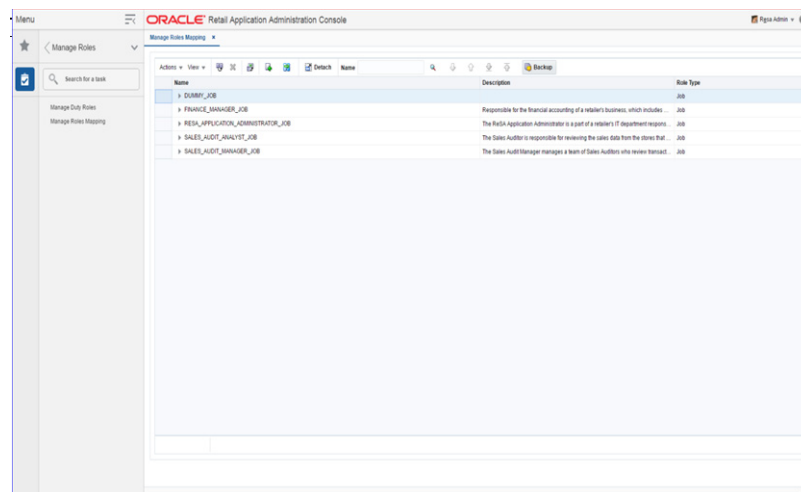 Menu
ORACLE® Retail Application Administration Console
Resa Admin
Manage Roles
Manage Roles Mapping ×
Search for a task
Manage Duty Roles
Manage Roles Mapping
Actions View Detach Name Backup
Name Description Role Type
DUMMY_JOB Job
FINANCE_MANAGER_JOB Responsible for the financial accounting of a retailer's business, which includes ... Job
RESA_APPLICATION_ADMINISTRATOR_JOB The ReSA Application Administrator is a part of a retailer's IT department respons... Job
SALES_AUDIT_ANALYST_JOB The Sales Auditor is responsible for reviewing the sales data from the stores that ... Job
SALES_AUDIT_MANAGER_JOB The Sales Audit Manager manages a team of Sales Auditors who review transact... Job